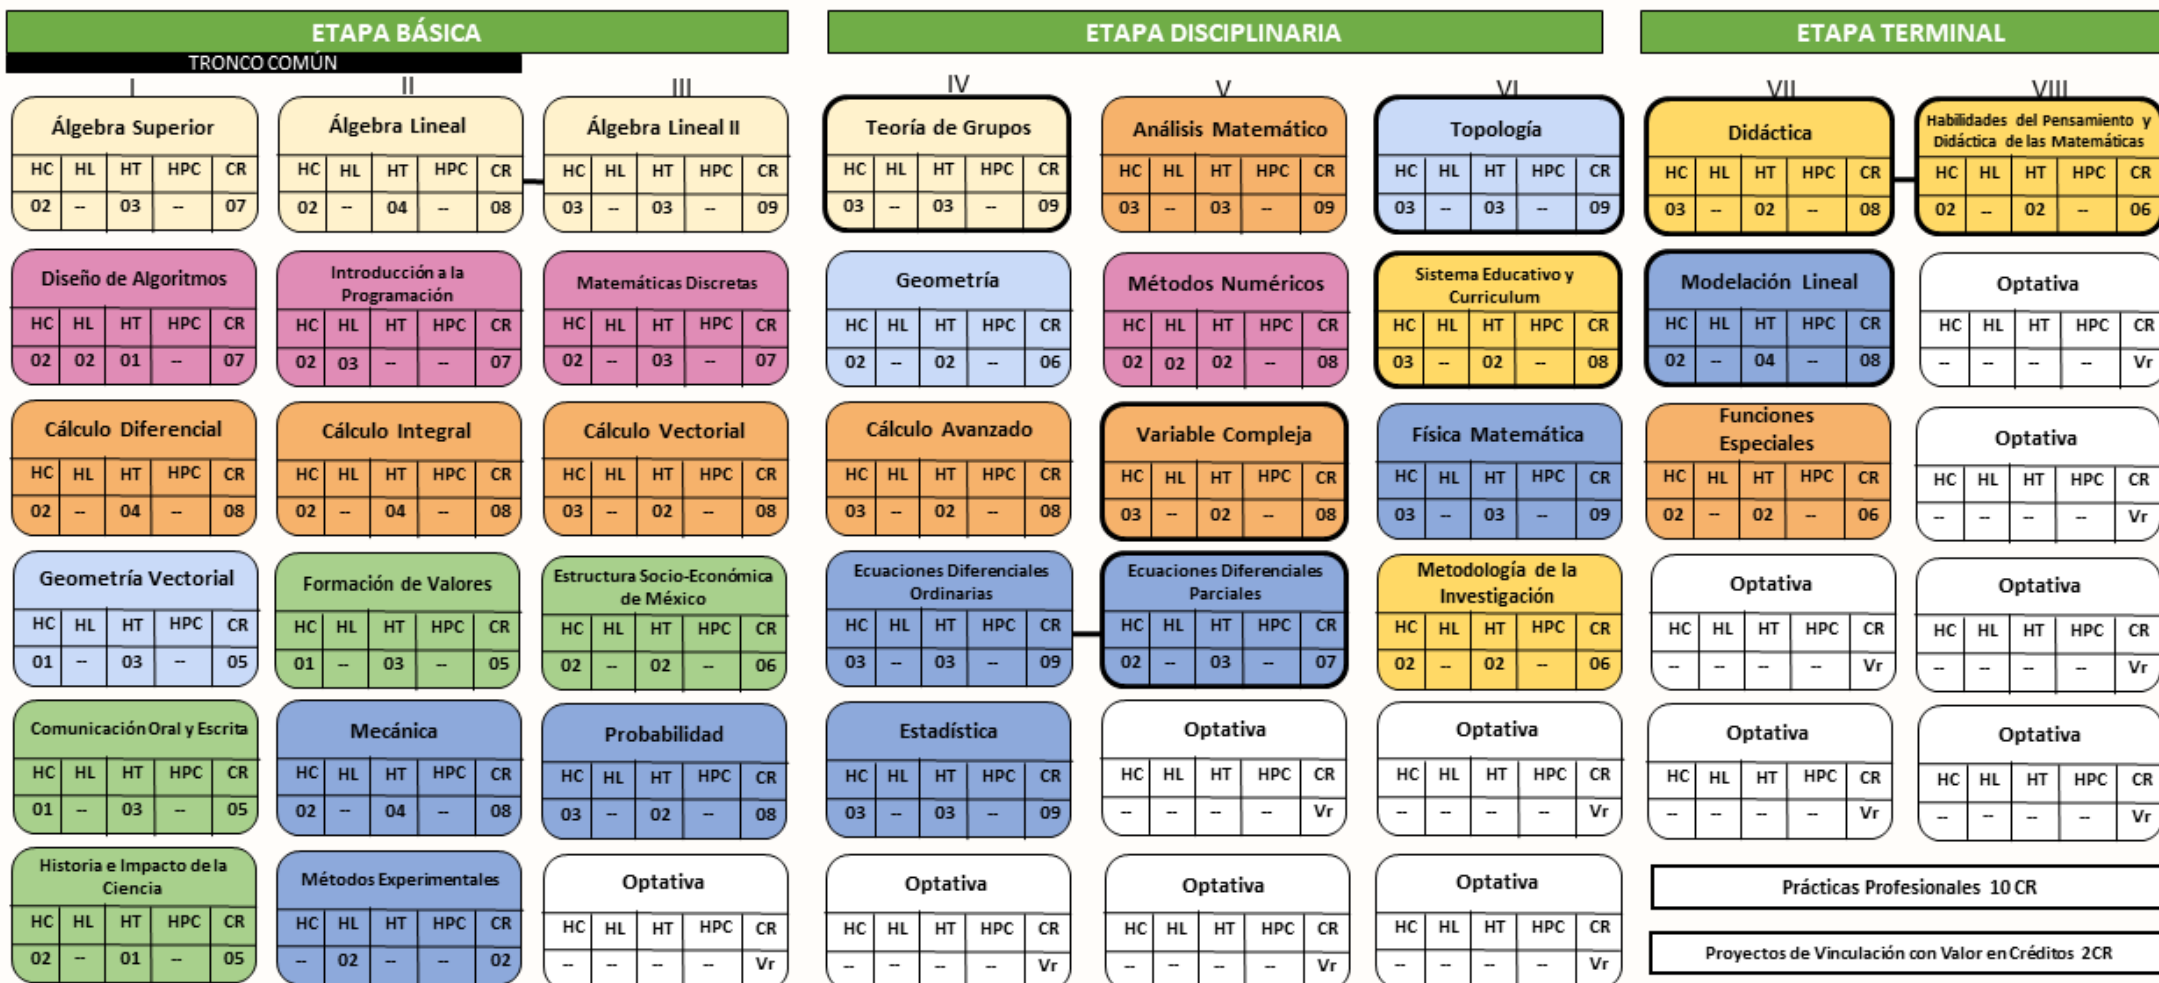 ETAPA BÁSICA
ETAPA DISCIPLINARIA
ETAPA TERMINAL
TRONCO COMÚN
I II III IV V VI VII VIII
Álgebra Superior
HC HL HT HPC CR
02 -- 03 -- 07
Álgebra Lineal
HC HL HT HPC CR
02 -- 04 -- 08
Álgebra Lineal II
HC HL HT HPC CR
03 -- 03 -- 09
Teoría de Grupos
HC HL HT HPC CR
03 -- 03 -- 09
Análisis Matemático
HC HL HT HPC CR
03 -- 03 -- 09
Topología
HC HL HT HPC CR
03 -- 03 -- 09
Didáctica
HC HL HT HPC CR
03 -- 02 -- 08
Habilidades del Pensamiento y
Didáctica de las Matemáticas
HC HL HT HPC CR
02 -- 02 -- 06
Diseño de Algoritmos
HC HL HT HPC CR
02 02 01 -- 07
Introducción a la
Programación
HC HL HT HPC CR
02 03 -- -- 07
Matemáticas Discretas
HC HL HT HPC CR
02 -- 03 -- 07
Geometría
HC HL HT HPC CR
02 -- 02 -- 06
Métodos Numéricos
HC HL HT HPC CR
02 02 02 -- 08
Sistema Educativo y
Curriculum
HC HL HT HPC CR
03 -- 02 -- 08
Modelación Lineal
HC HL HT HPC CR
02 -- 04 -- 08
Optativa
HC HL HT HPC CR
-- -- -- -- Vr
Cálculo Diferencial
HC HL HT HPC CR
02 -- 04 -- 08
Cálculo Integral
HC HL HT HPC CR
02 -- 04 -- 08
Cálculo Vectorial
HC HL HT HPC CR
03 -- 02 -- 08
Cálculo Avanzado
HC HL HT HPC CR
03 -- 02 -- 08
Variable Compleja
HC HL HT HPC CR
03 -- 02 -- 08
Física Matemática
HC HL HT HPC CR
03 -- 03 -- 09
Funciones
Especiales
HC HL HT HPC CR
02 -- 02 -- 06
Optativa
HC HL HT HPC CR
-- -- -- -- Vr
Geometría Vectorial
HC HL HT HPC CR
01 -- 03 -- 05
Formación de Valores
HC HL HT HPC CR
01 -- 03 -- 05
Estructura Socio-Económica
de México
HC HL HT HPC CR
02 -- 02 -- 06
Ecuaciones Diferenciales
Ordinarias
HC HL HT HPC CR
03 -- 03 -- 09
Ecuaciones Diferenciales
Parciales
HC HL HT HPC CR
02 -- 03 -- 07
Metodología de la
Investigación
HC HL HT HPC CR
02 -- 02 -- 06
Optativa
HC HL HT HPC CR
-- -- -- -- Vr
Optativa
HC HL HT HPC CR
-- -- -- -- Vr
Comunicación Oral y Escrita
HC HL HT HPC CR
01 -- 03 -- 05
Mecánica
HC HL HT HPC CR
02 -- 04 -- 08
Probabilidad
HC HL HT HPC CR
03 -- 02 -- 08
Estadística
HC HL HT HPC CR
03 -- 03 -- 09
Optativa
HC HL HT HPC CR
-- -- -- -- Vr
Optativa
HC HL HT HPC CR
-- -- -- -- Vr
Optativa
HC HL HT HPC CR
-- -- -- -- Vr
Optativa
HC HL HT HPC CR
-- -- -- -- Vr
Historia e Impacto de la
Ciencia
HC HL HT HPC CR
02 -- 01 -- 05
Métodos Experimentales
HC HL HT HPC CR
-- 02 -- -- 02
Optativa
HC HL HT HPC CR
-- -- -- -- Vr
Optativa
HC HL HT HPC CR
-- -- -- -- Vr
Optativa
HC HL HT HPC CR
-- -- -- -- Vr
Optativa
HC HL HT HPC CR
-- -- -- -- Vr
Prácticas Profesionales 10 CR
Proyectos de Vinculación con Valor en Créditos 2CR